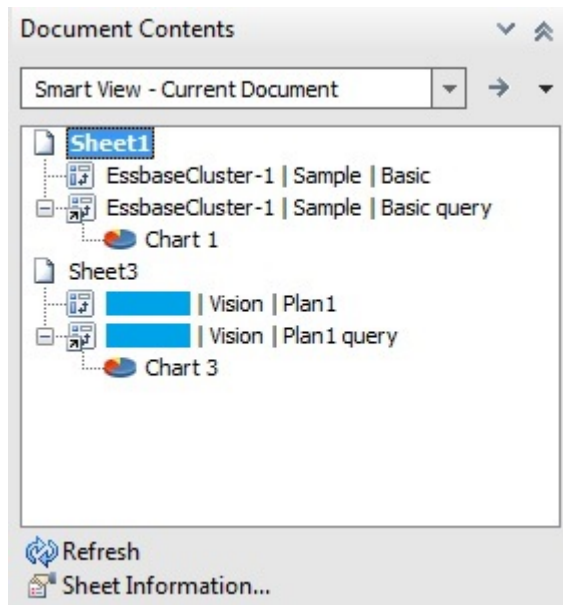 Document Contents
Smart View - Current Document
Sheet1
EssbaseCluster-1 | Sample | Basic
EssbaseCluster-1 | Sample | Basic query
Chart 1
Sheet3
| Vision | Plan1
| Vision | Plan1 query
Chart 3
Refresh
Sheet Information...